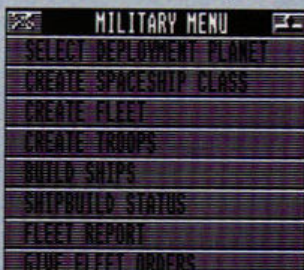 MILITARY MENU
SELECT DEPLOYMENT PLANET
CREATE SPACESHIP CLASS
CREATE FLEET
CREATE TROOPS
BUILD SHIPS
SHIPBUILD STATUS
FLEET REPORT
GIVE FLEET ORDERS